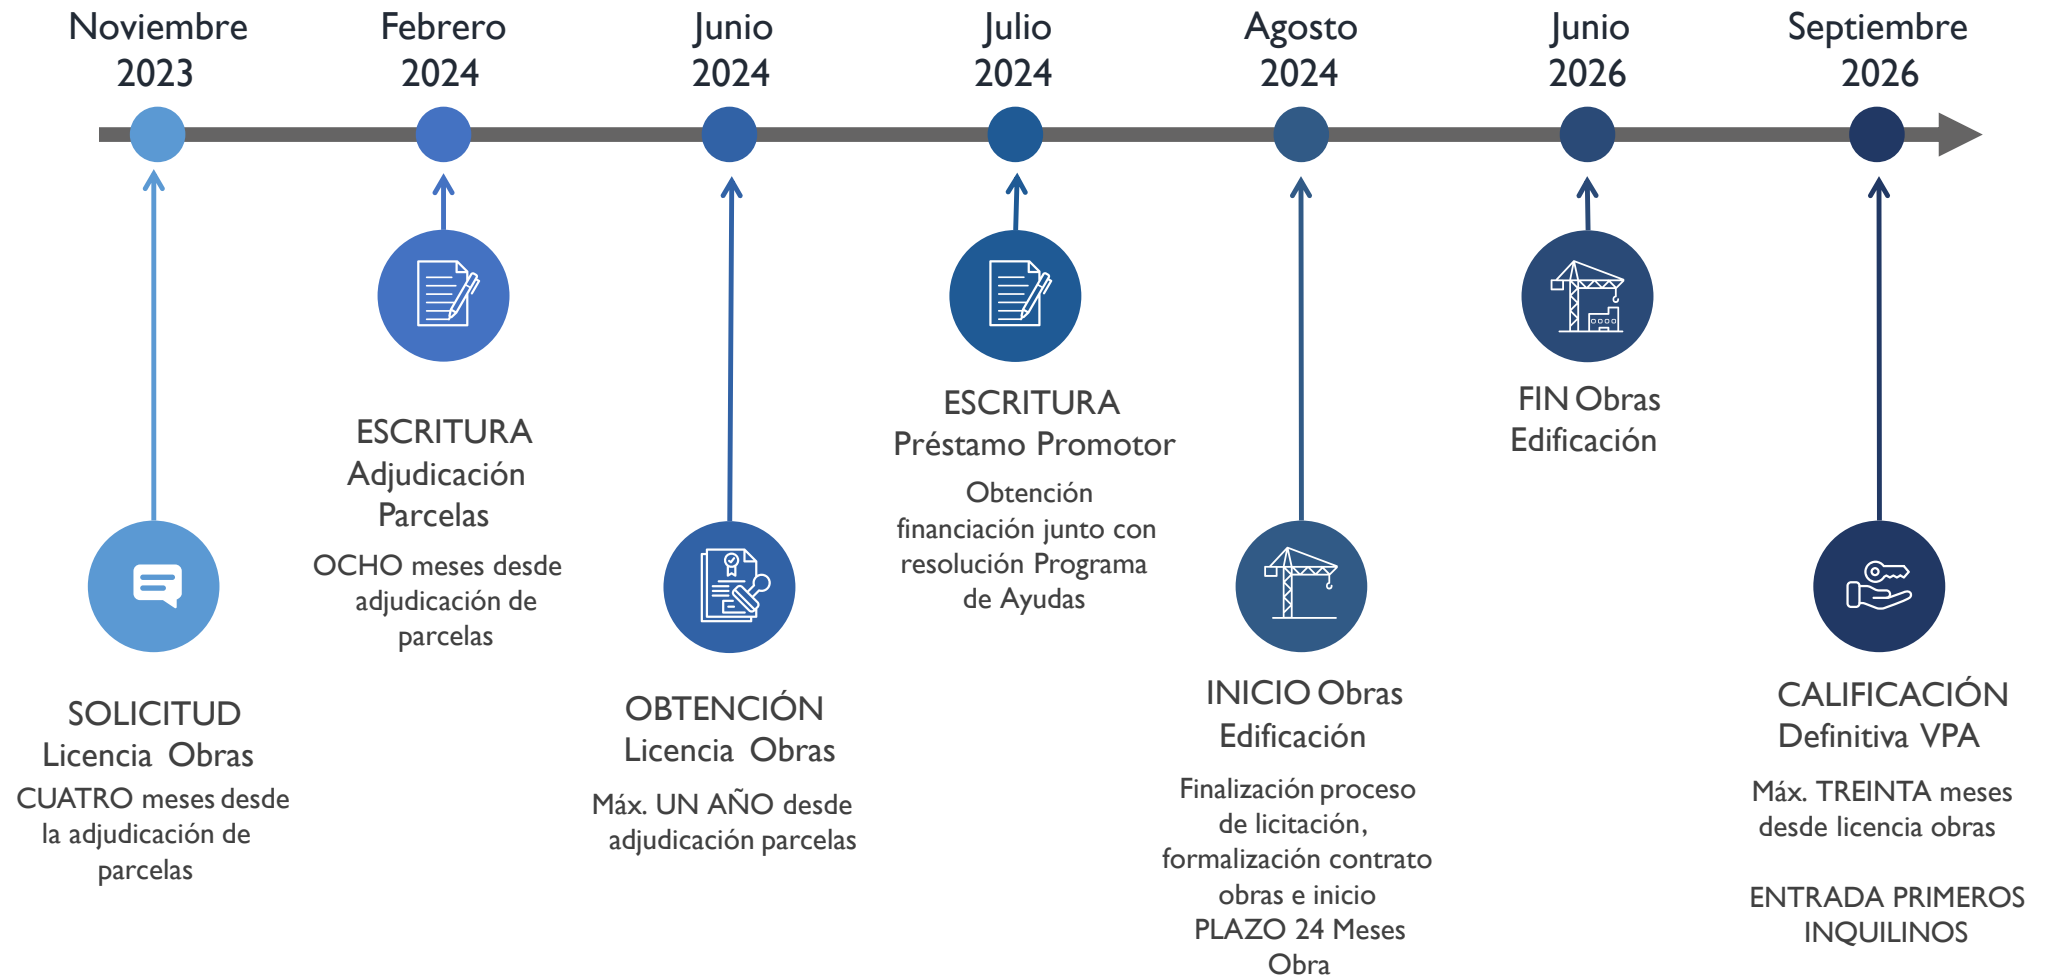 Noviembre
2023
Febrero
2024
Junio
2024
Julio
2024
Agosto
2024
Junio
2026
Septiembre
2026
SOLICITUD
Licencia Obras
CUATRO meses desde
la adjudicación de
parcelas
ESCRITURA
Adjudicación
Parcelas
OCHO meses desde
adjudicación de
parcelas
OBTENCIÓN
Licencia Obras
Máx. UN AÑO desde
adjudicación parcelas
ESCRITURA
Préstamo Promotor
Obtención
financiación junto con
resolución Programa
de Ayudas
INICIO Obras
Edificación
Finalización proceso
de licitación,
formalización contrato
obras e inicio
PLAZO 24 Meses
Obra
FIN Obras
Edificación
CALIFICACIÓN
Definitiva VPA
Máx. TREINTA meses
desde licencia obras
ENTRADA PRIMEROS
INQUILINOS